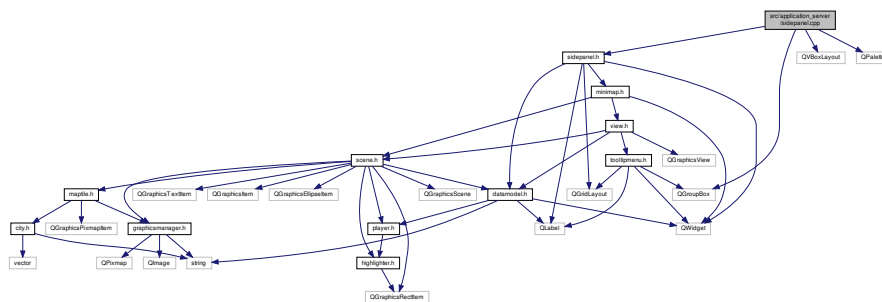 src/application_server
/sidepanel.cpp
sidepanel.h
QVBoxLayout
QPalette
minimap.h
view.h
scene.h
tooltipmenu.h
QGraphicsView
maptile.h
QGraphicsTextItem
QGraphicsItem
QGraphicsEllipseItem
QGraphicsScene
datamodel.h
QGridLayout
QGroupBox
city.h
QGraphicsPixmapItem
graphicsmanager.h
player.h
QLabel
QWidget
vector
QPixmap
QImage
string
highlighter.h
QGraphicsRectItem